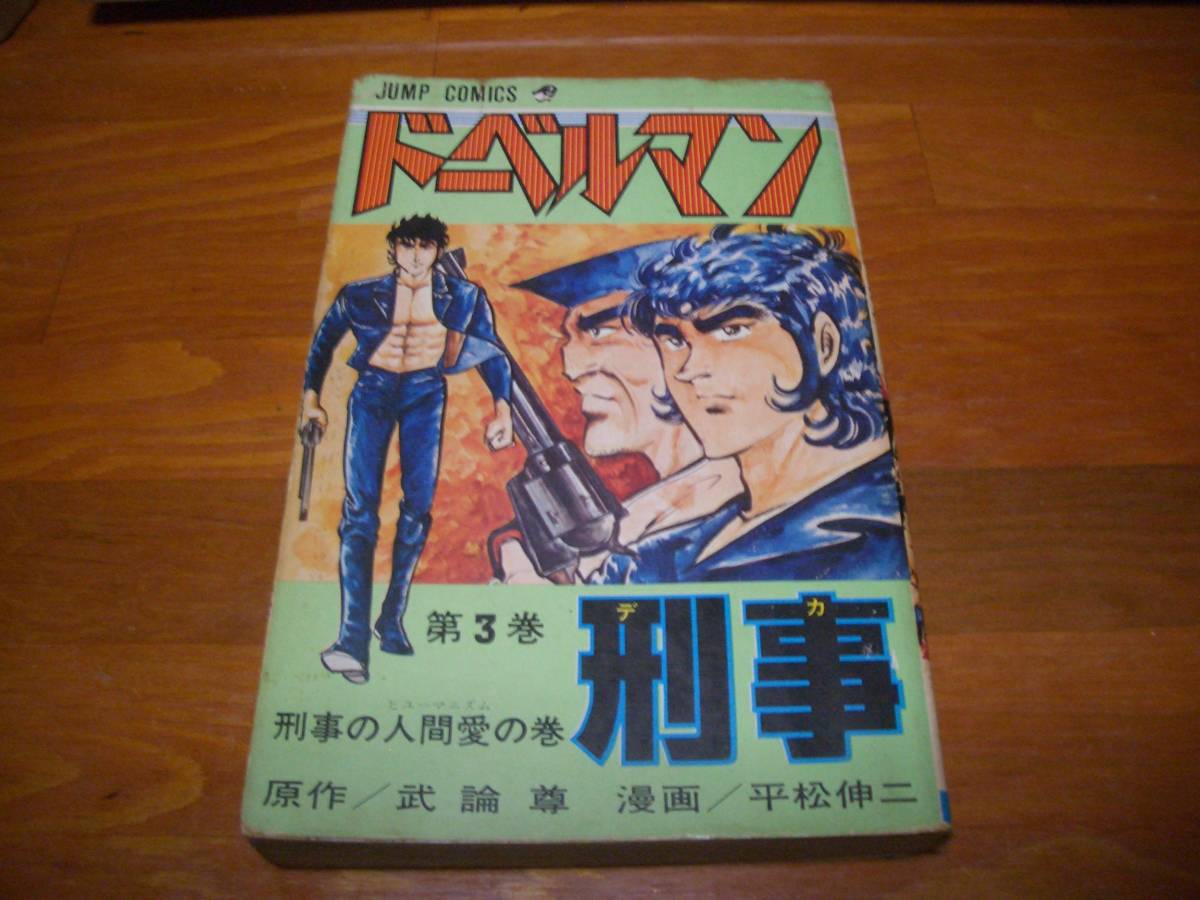 JUMP COMICS
ドーベルマン
デカ
刑事
第3巻
ヒューマニズム
刑事の人間愛の巻
原作／武論尊 漫画／平松伸二